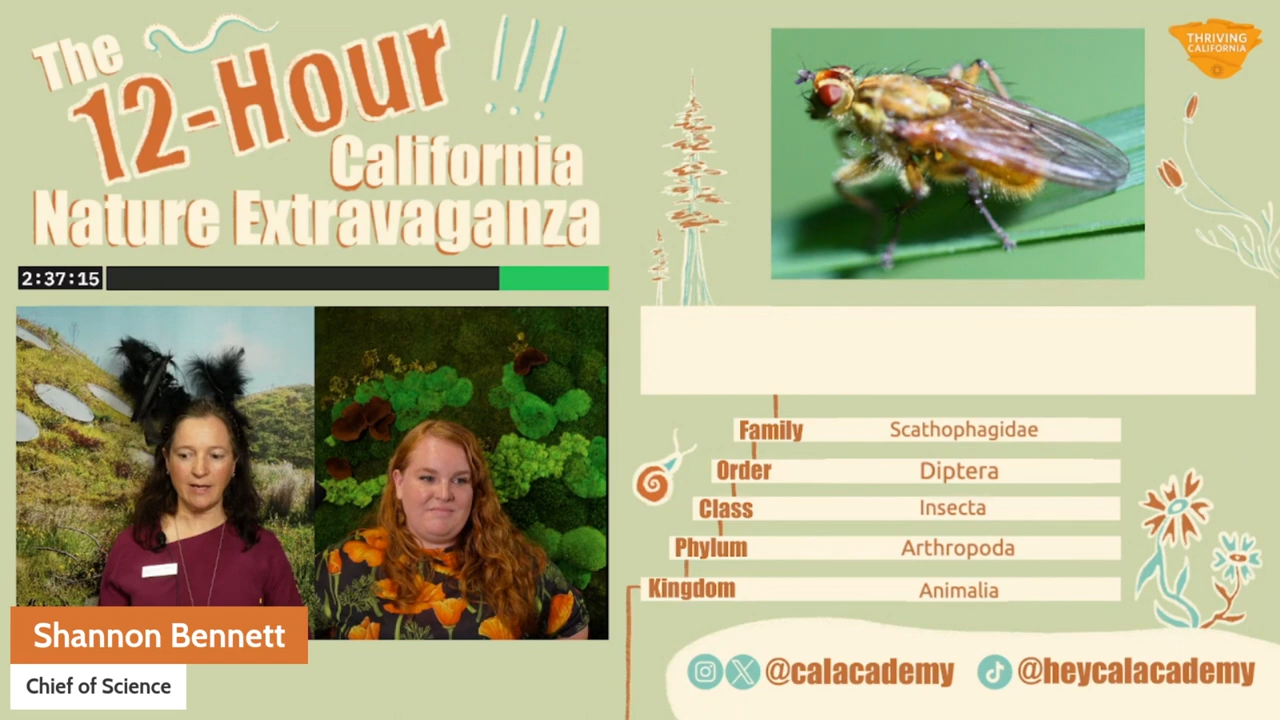 The
12-Hour !!!
California
Nature Extravaganza
THRIVING
CALIFORNIA
2:37:15
Family Scathophagidae
Order Diptera
Class Insecta
Phylum Arthropoda
Kingdom Animalia
Shannon Bennett
Chief of Science
@calacademy @heycalacademy